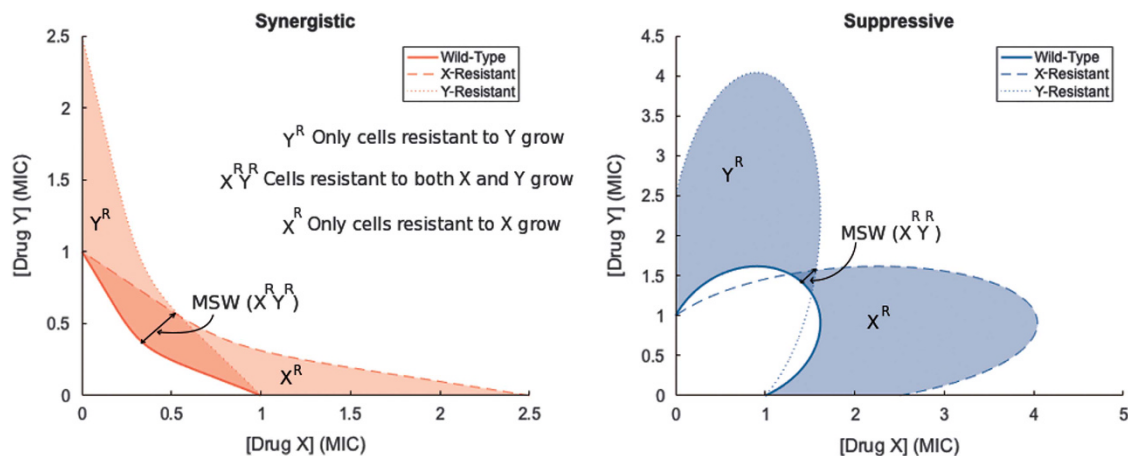 Synergistic
2.5
2
1.5
1
0.5
0
0
0.5
1
1.5
2
2.5
[Drug Y] (MIC)
[Drug X] (MIC)
Wild-Type
X-Resistant
Y-Resistant
Y^R Only cells resistant to Y grow
X^R Y^R Cells resistant to both X and Y grow
X^R Only cells resistant to X grow
Y^R
MSW (X^R Y^R)
X^R
Suppressive
4.5
4
3.5
3
2.5
2
1.5
1
0.5
0
0
1
2
3
4
5
[Drug Y] (MIC)
[Drug X] (MIC)
Wild-Type
X-Resistant
Y-Resistant
Y^R
MSW (X^R Y^R)
X^R